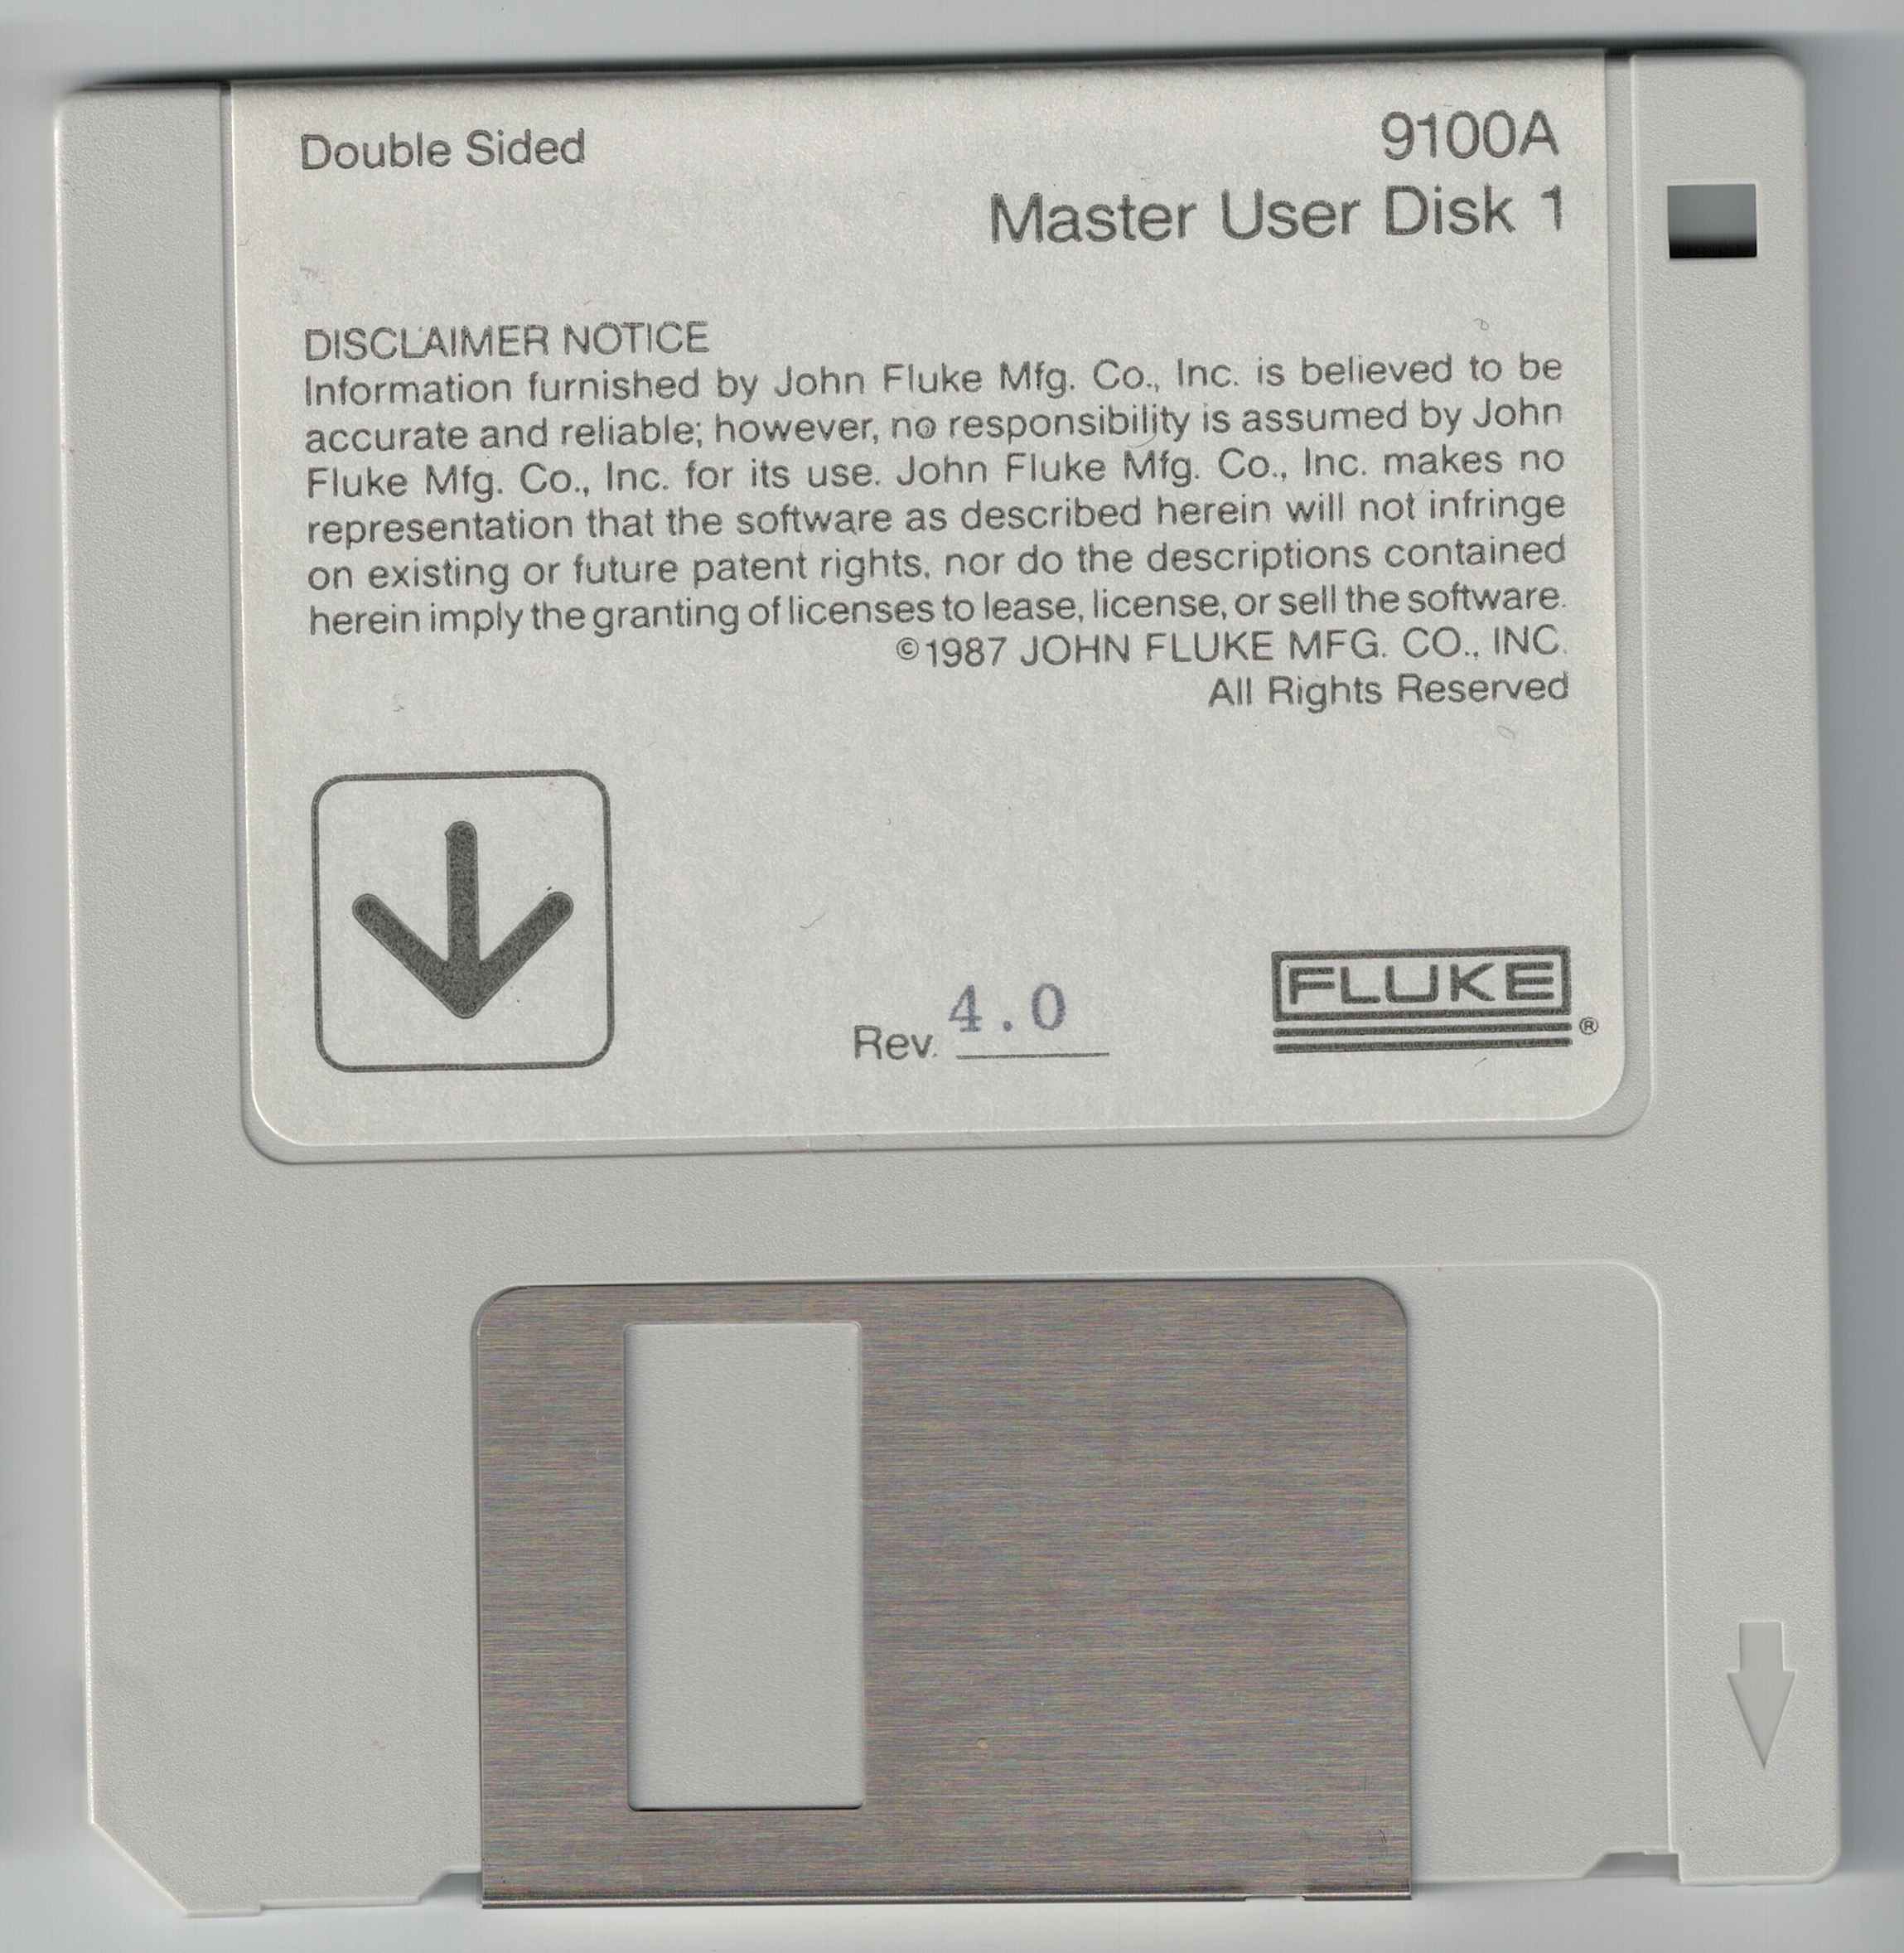 Double Sided
9100A
Master User Disk 1
DISCLAIMER NOTICE
Information furnished by John Fluke Mfg. Co., Inc. is believed to be
accurate and reliable; however, no responsibility is assumed by John
Fluke Mfg. Co., Inc. for its use. John Fluke Mfg. Co., Inc. makes no
representation that the software as described herein will not infringe
on existing or future patent rights, nor do the descriptions contained
herein imply the granting of licenses to lease, license, or sell the software.
©1987 JOHN FLUKE MFG. CO., INC.
All Rights Reserved
Rev. 4.0
FLUKE®